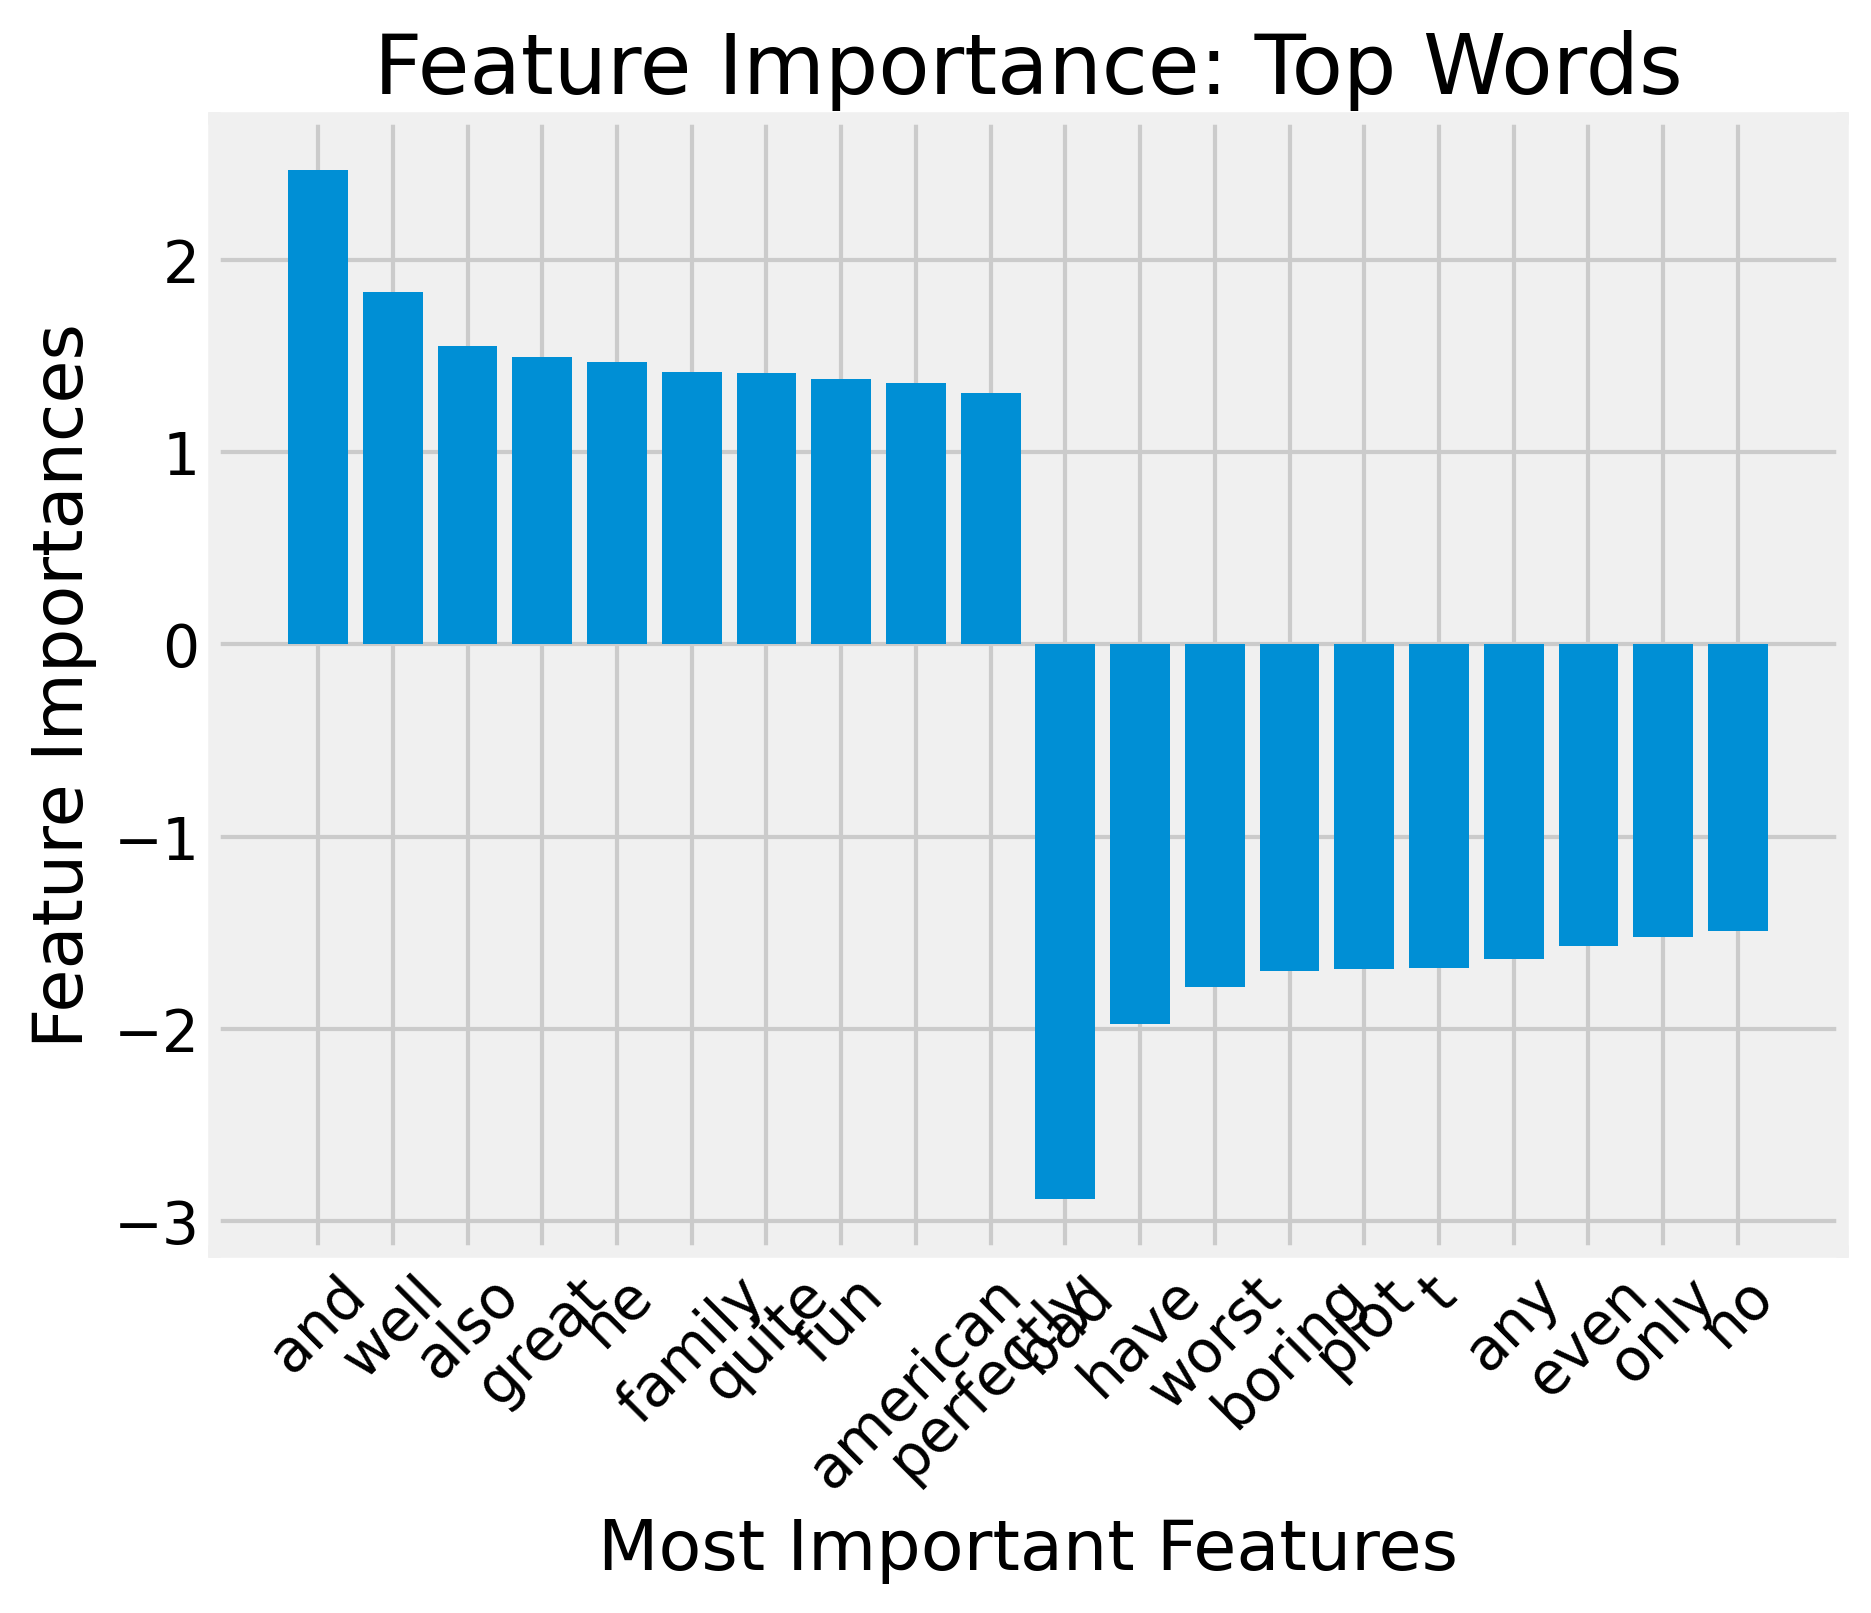 Feature Importance: Top Words
Feature Importances
2
1
0
−1
−2
−3
and
well
also
great
he
family
quite
fun
american
perfectly
bad
have
worst
boring
plot
t
any
even
only
no
Most Important Features